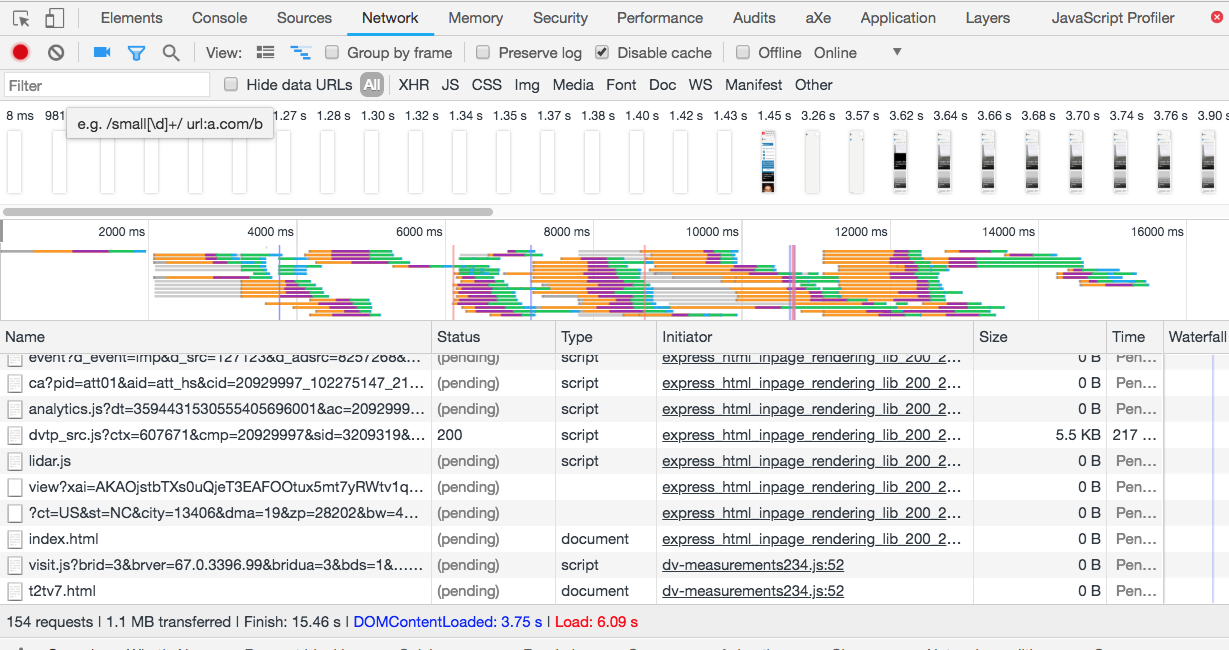 Elements Console Sources Network Memory Security Performance Audits aXe Application Layers JavaScript Profiler
View: Group by frame Preserve log Disable cache Offline Online
Filter Hide data URLs All XHR JS CSS Img Media Font Doc WS Manifest Other
8 ms 981 1.27 s 1.28 s 1.30 s 1.32 s 1.34 s 1.35 s 1.37 s 1.38 s 1.40 s 1.42 s 1.43 s 1.45 s 3.26 s 3.57 s 3.62 s 3.64 s 3.66 s 3.68 s 3.70 s 3.74 s 3.76 s 3.90 s
e.g. /small[\d]+/ url:a.com/b
2000 ms 4000 ms 6000 ms 8000 ms 10000 ms 12000 ms 14000 ms 16000 ms
Name Status Type Initiator Size Time Waterfall
event?d_event=imp&d_src=127123&d_adsrc=8257268&... (pending) script express_html_inpage_rendering_lib_200_2... 0 B Pen...
ca?pid=att01&aid=att_hs&cid=20929997_102275147_21... (pending) script express_html_inpage_rendering_lib_200_2... 0 B Pen...
analytics.js?dt=3594431530555405696001&ac=2092999... (pending) script express_html_inpage_rendering_lib_200_2... 0 B Pen...
dvtp_src.js?ctx=607671&cmp=20929997&sid=3209319&... 200 script express_html_inpage_rendering_lib_200_2... 5.5 KB 217 ...
lidar.js (pending) script express_html_inpage_rendering_lib_200_2... 0 B Pen...
view?xai=AKAOjstbTXs0uQjeT3EAFOOtux5mt7yRWtv1q... (pending) express_html_inpage_rendering_lib_200_2... 0 B Pen...
?ct=US&st=NC&city=13406&dma=19&zp=28202&bw=4... (pending) express_html_inpage_rendering_lib_200_2... 0 B Pen...
index.html (pending) document express_html_inpage_rendering_lib_200_2... 0 B Pen...
visit.js?brid=3&brver=67.0.3396.99&bridua=3&bds=1&...... (pending) script dv-measurements234.js:52 0 B Pen...
t2tv7.html (pending) document dv-measurements234.js:52 0 B Pen...
154 requests | 1.1 MB transferred | Finish: 15.46 s | DOMContentLoaded: 3.75 s | Load: 6.09 s